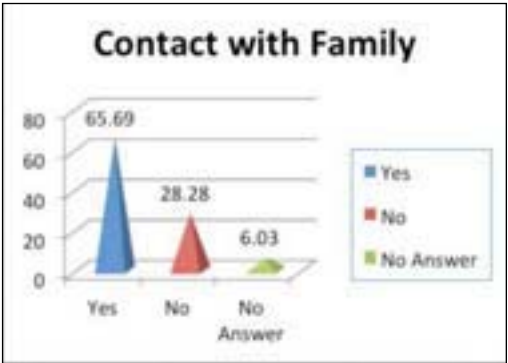 Contact with Family
80
60
40
20
0
65.69
28.28
6.03
Yes
No
No
Answer
Yes
No
No Answer